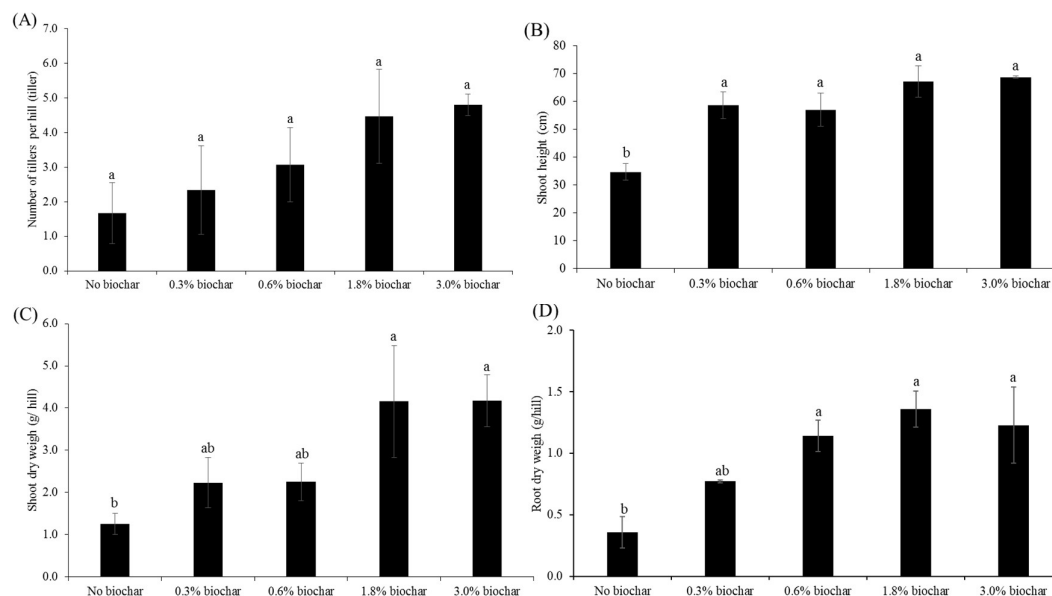 (A)
Number of tillers per hill (tiller)
7.0
6.0
5.0
4.0
3.0
2.0
1.0
0.0
a
a
a
a
a
No biochar 0.3% biochar 0.6% biochar 1.8% biochar 3.0% biochar
(B)
Shoot height (cm)
80
70
60
50
40
30
20
10
0
b
a
a
a
a
No biochar 0.3% biochar 0.6% biochar 1.8% biochar 3.0% biochar
(C)
Shoot dry weigh (g/ hill)
6.0
5.0
4.0
3.0
2.0
1.0
0.0
b
ab
ab
a
a
No biochar 0.3% biochar 0.6% biochar 1.8% biochar 3.0% biochar
(D)
Root dry weigh (g/hill)
2.0
1.5
1.0
0.5
0.0
b
ab
a
a
a
No biochar 0.3% biochar 0.6% biochar 1.8% biochar 3.0% biochar